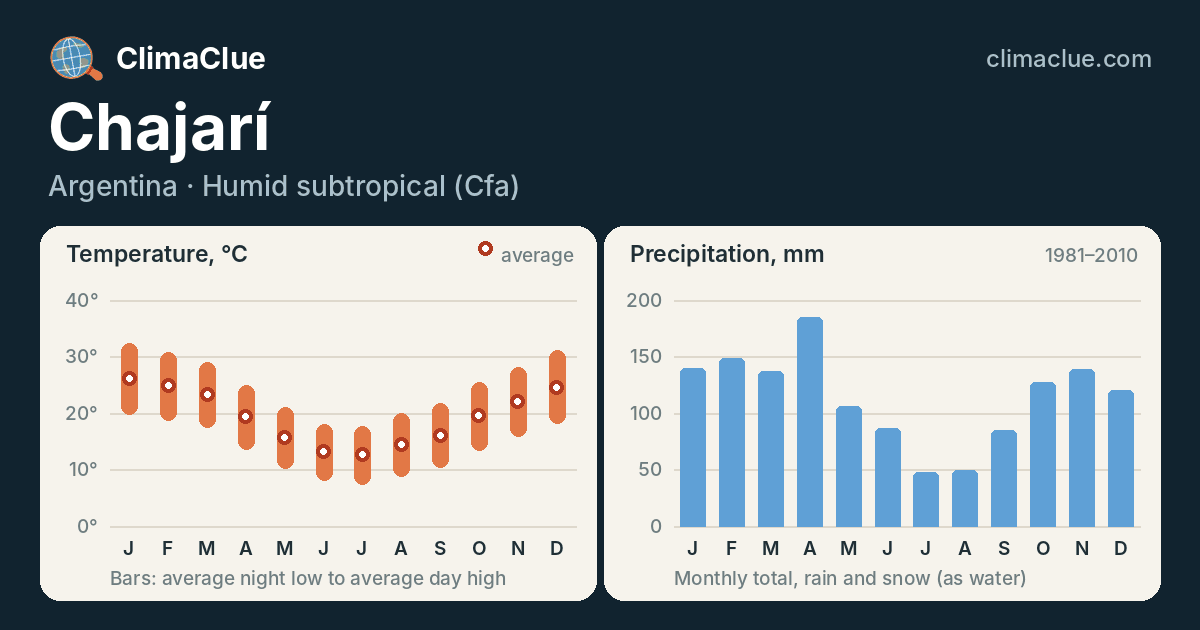 ClimaClue
climaclue.com
Chajarí
Argentina · Humid subtropical (Cfa)
Temperature, °C
average
40°
30°
20°
10°
0°
J F M A M J J A S O N D
Bars: average night low to average day high
Precipitation, mm
1981–2010
200
150
100
50
0
J F M A M J J A S O N D
Monthly total, rain and snow (as water)